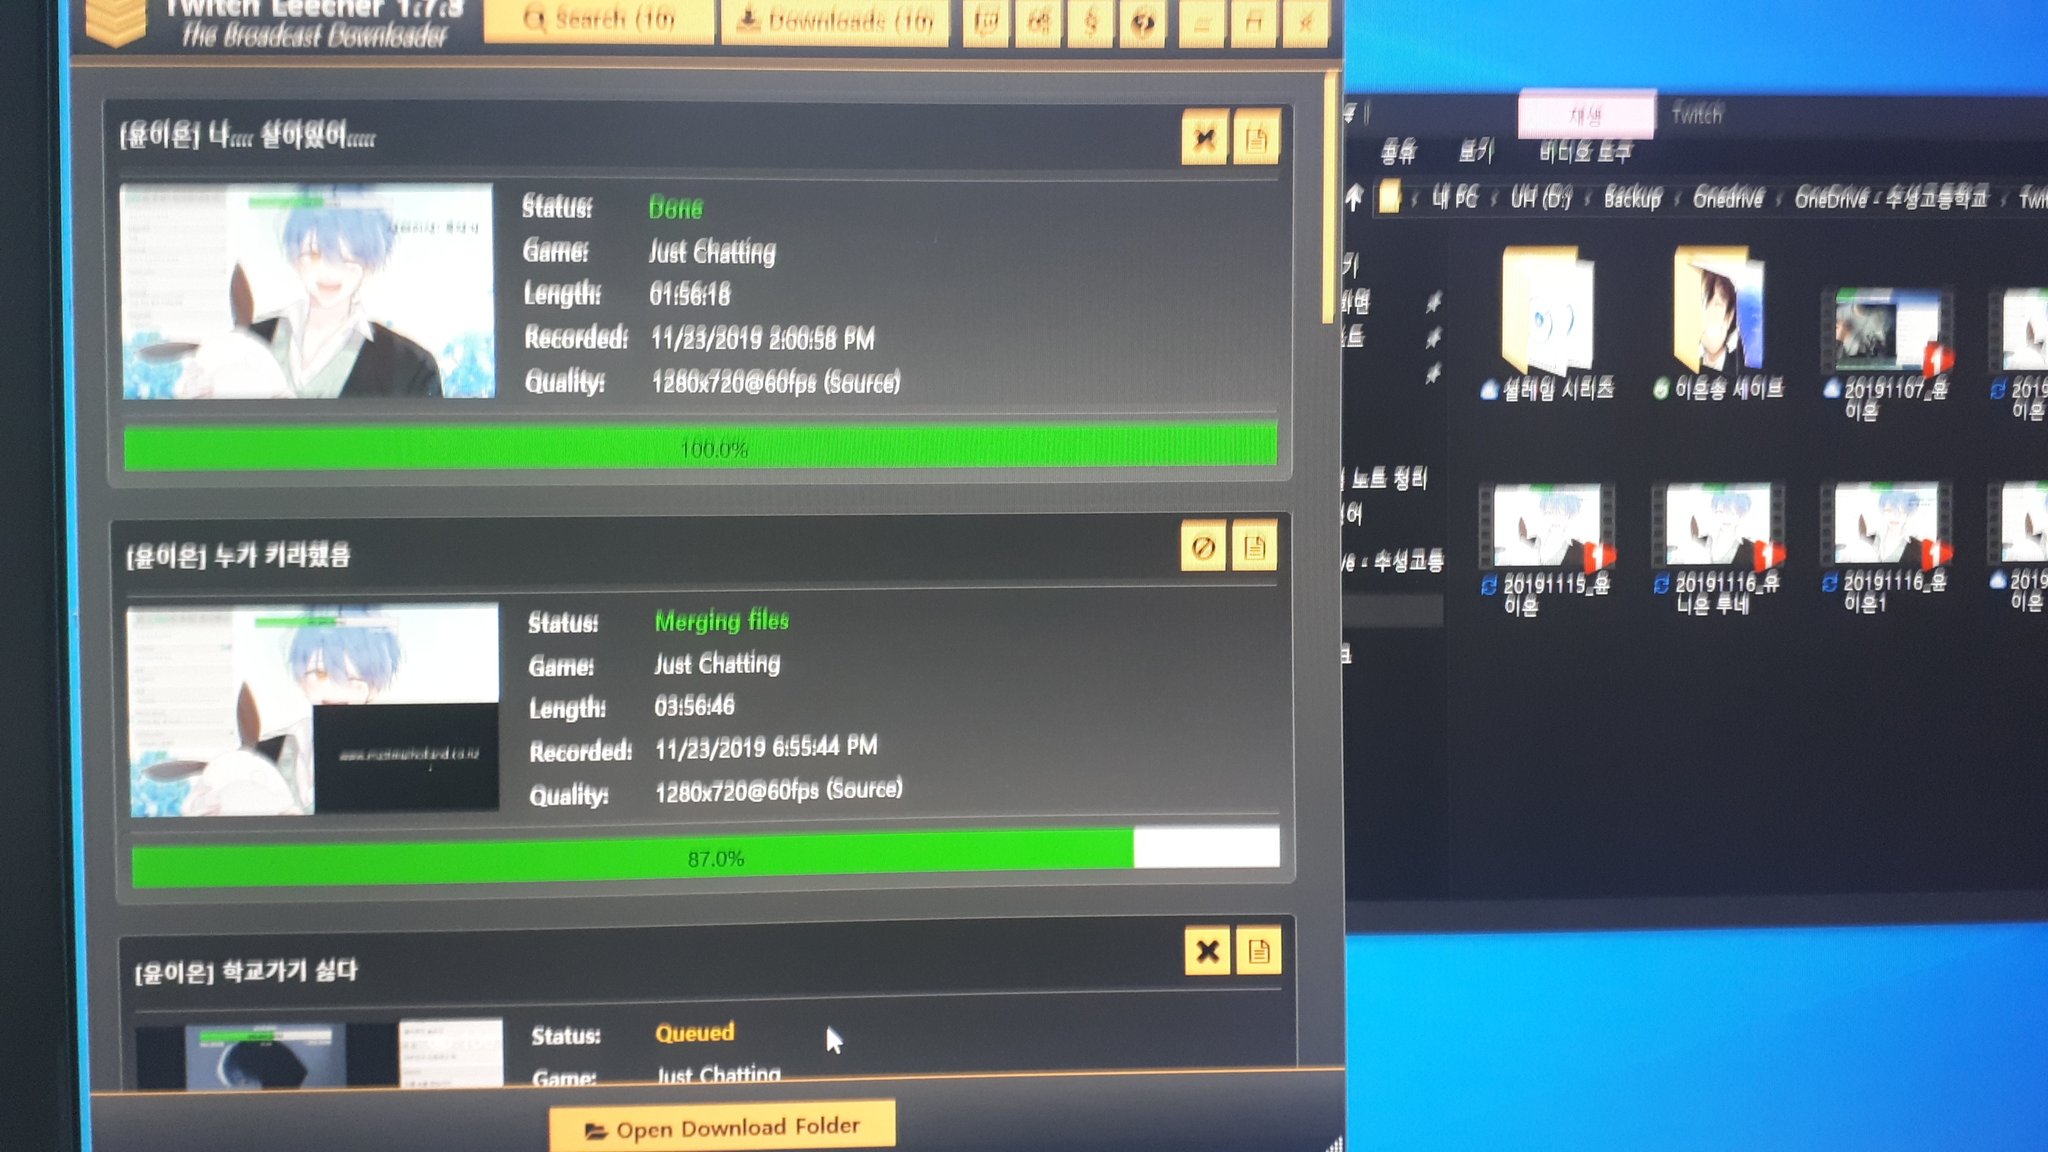 Twitch Leecher 1.7.3
The Broadcast Downloader
Search (10)
Downloads (10)
[윤이온] 나.... 살아있어.....
Status: Done
Game: Just Chatting
Length: 01:56:18
Recorded: 11/23/2019 2:00:58 PM
Quality: 1280x720@60fps (Source)
100.0%
[윤이온] 누가 키라했음
Status: Merging files
Game: Just Chatting
Length: 03:56:46
Recorded: 11/23/2019 6:55:44 PM
Quality: 1280x720@60fps (Source)
87.0%
[윤이온] 학교가기 싫다
Status: Queued
Game: Just Chatting
Open Download Folder
재생
Twitch
공유 보기 비디오 도구
내 PC UH (D:) Backup Onedrive OneDrive - 수성고등학교 Twi
노트 정리
수성고등
설레임 시리즈
이온송 세이브
20191107_윤이온
2019
이온
20191115_윤이온
20191116_유니은 투네
20191116_윤이온1
2019
이온